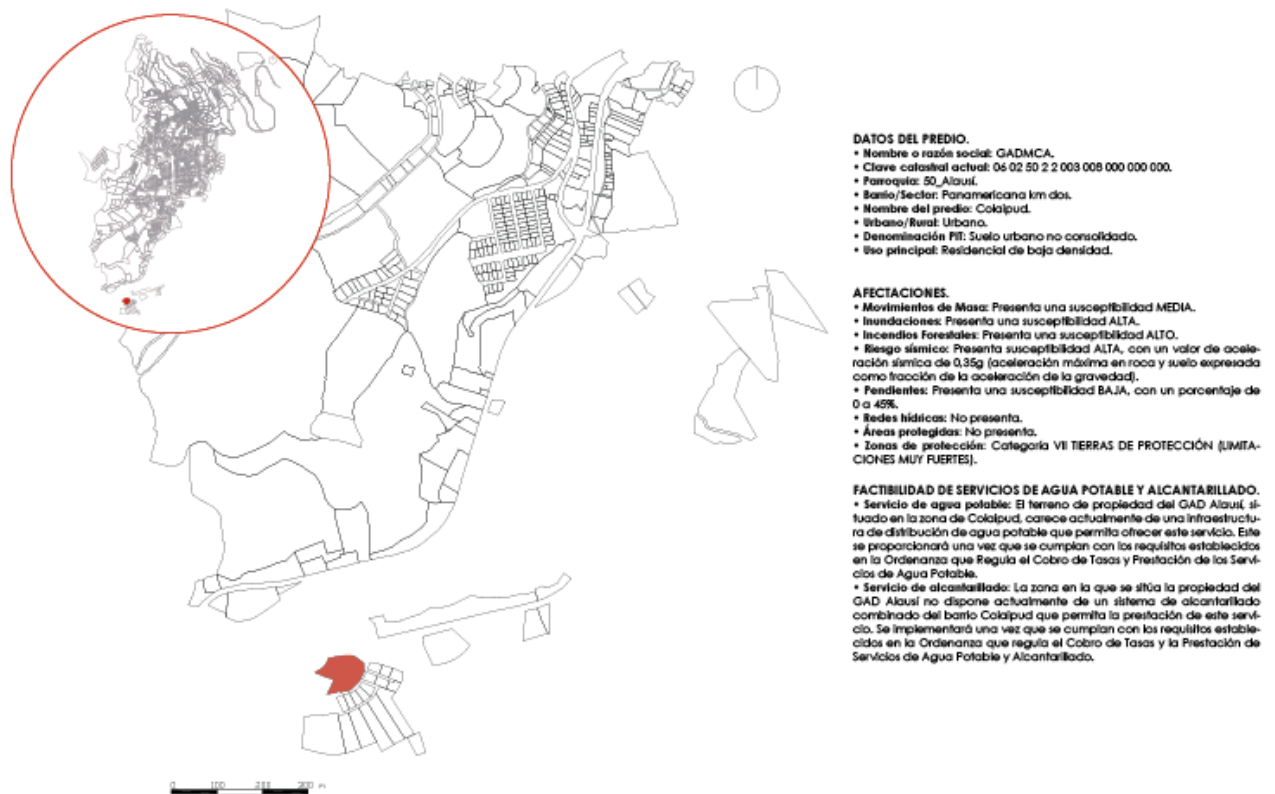 DATOS DEL PREDIO.
• Nombre o razón social: GADMCA.
• Clave catastral actual: 06 02 50 2 2 003 008 000 000 000.
• Parroquia: 50_Alausí.
• Barrio/Sector: Panamericana km dos.
• Nombre del predio: Colaipud.
• Urbano/Rural: Urbano.
• Denominación PIT: Suelo urbano no consolidado.
• Uso principal: Residencial de baja densidad.
AFECTACIONES.
• Movimientos de Masa: Presenta una susceptibilidad MEDIA.
• Inundaciones: Presenta una susceptibilidad ALTA.
• Incendios Forestales: Presenta una susceptibilidad ALTO.
• Riesgo sísmico: Presenta susceptibilidad ALTA, con un valor de acele-
ración sísmica de 0,35g (aceleración máxima en roca y suelo expresada
como fracción de la aceleración de la gravedad).
• Pendientes: Presenta una susceptibilidad BAJA, con un porcentaje de
0 a 45%.
• Redes hídricas: No presenta.
• Áreas protegidas: No presenta.
• Zonas de protección: Categoría VII TIERRAS DE PROTECCIÓN (LIMITA-
CIONES MUY FUERTES).
FACTIBILIDAD DE SERVICIOS DE AGUA POTABLE Y ALCANTARILLADO.
• Servicio de agua potable: El terreno de propiedad del GAD Alausí, si-
tuado en la zona de Colaipud, carece actualmente de una infraestructu-
ra de distribución de agua potable que permita ofrecer este servicio. Este
se proporcionará una vez que se cumplan con los requisitos establecidos
en la Ordenanza que Regula el Cobro de Tasas y Prestación de los Servi-
cios de Agua Potable.
• Servicio de alcantarillado: La zona en la que se sitúa la propiedad del
GAD Alausí no dispone actualmente de un sistema de alcantarillado
combinado del barrio Colaipud que permita la prestación de este servi-
cio. Se implementará una vez que se cumplan con los requisitos estable-
cidos en la Ordenanza que regula el Cobro de Tasas y la Prestación de
Servicios de Agua Potable y Alcantarillado.
0 100 200 300 m